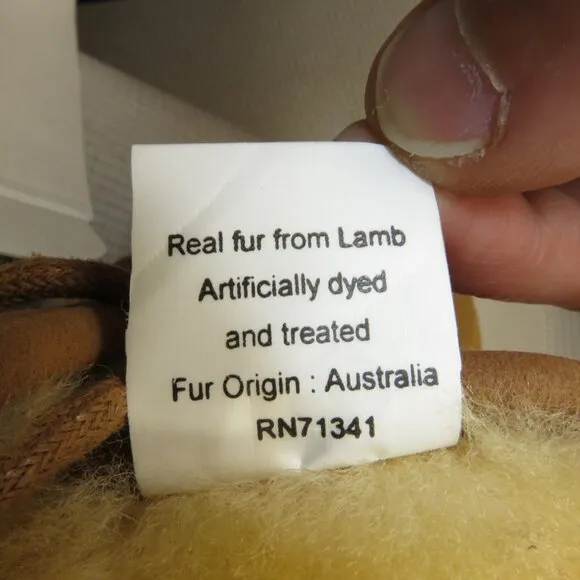 Real fur from Lamb
Artificially dyed
and treated
Fur Origin : Australia
RN71341